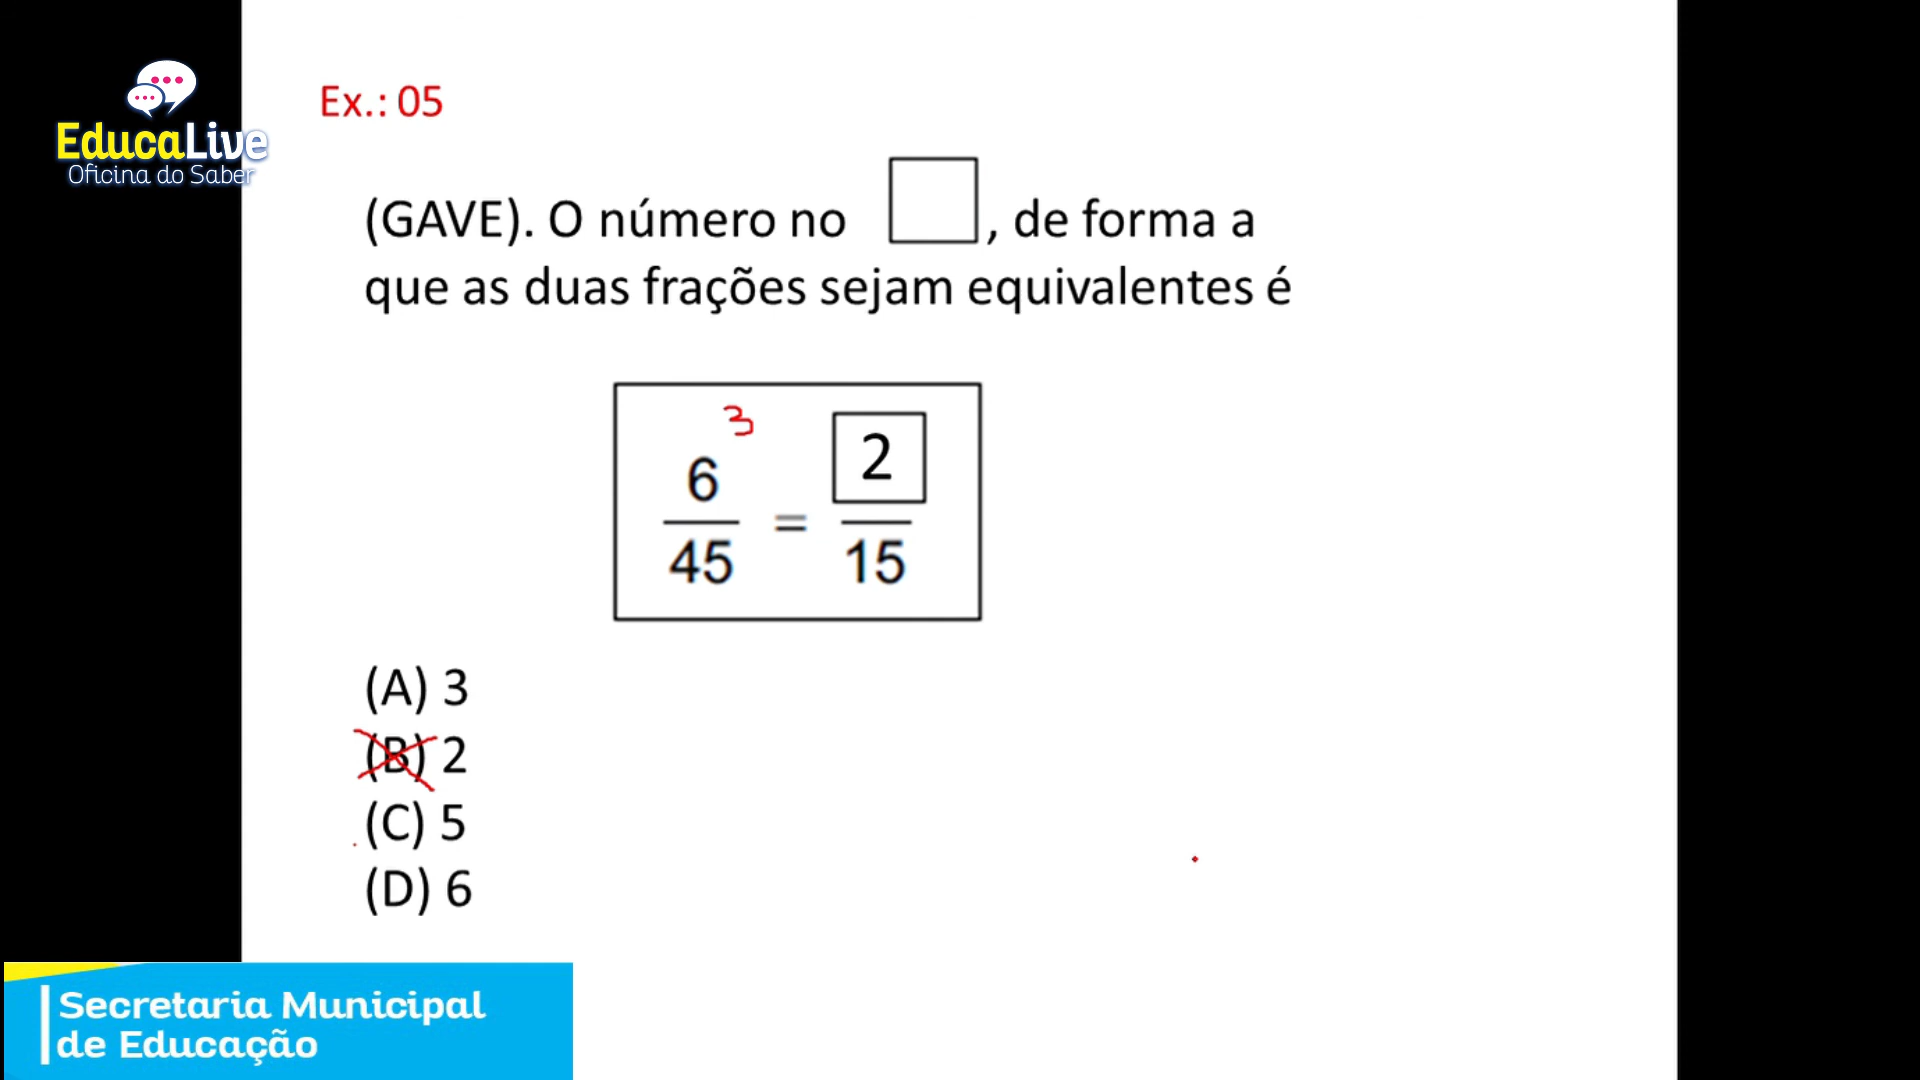 EducaLive
Oficina do Saber
Ex.: 05
(GAVE). O número no , de forma a
que as duas frações sejam equivalentes é
3
6
45
=
2
15
(A) 3
(B) 2
(C) 5
(D) 6
Secretaria Municipal
de Educação